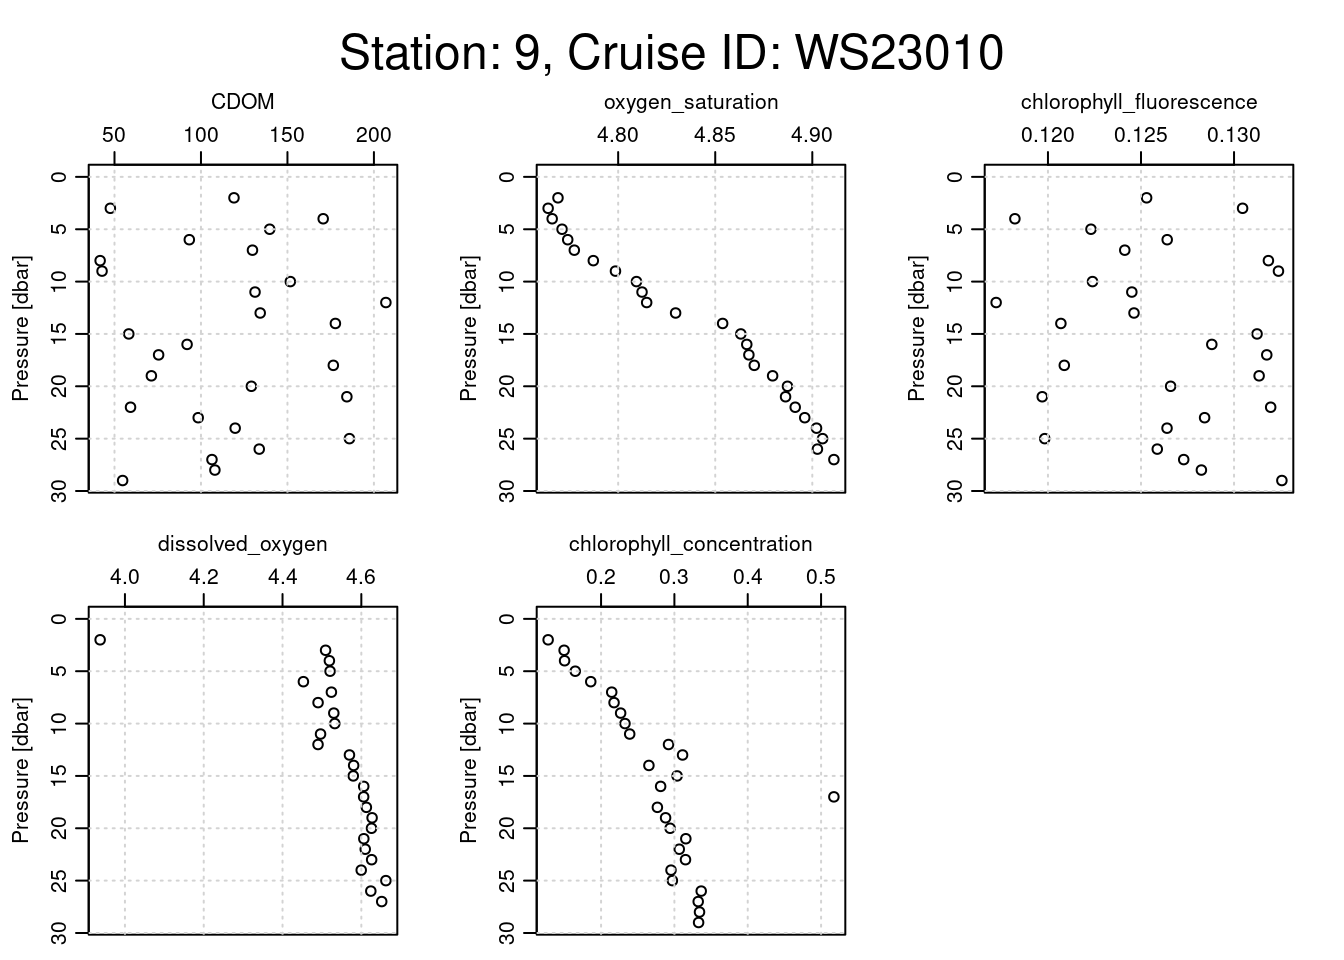 Station: 9, Cruise ID: WS23010
CDOM
50 100 150 200
Pressure [dbar]
0
5
10
15
20
25
30
oxygen_saturation
4.80 4.85 4.90
Pressure [dbar]
0
5
10
15
20
25
30
chlorophyll_fluorescence
0.120 0.125 0.130
Pressure [dbar]
0
5
10
15
20
25
30
dissolved_oxygen
4.0 4.2 4.4 4.6
Pressure [dbar]
0
5
10
15
20
25
30
chlorophyll_concentration
0.2 0.3 0.4 0.5
Pressure [dbar]
0
5
10
15
20
25
30